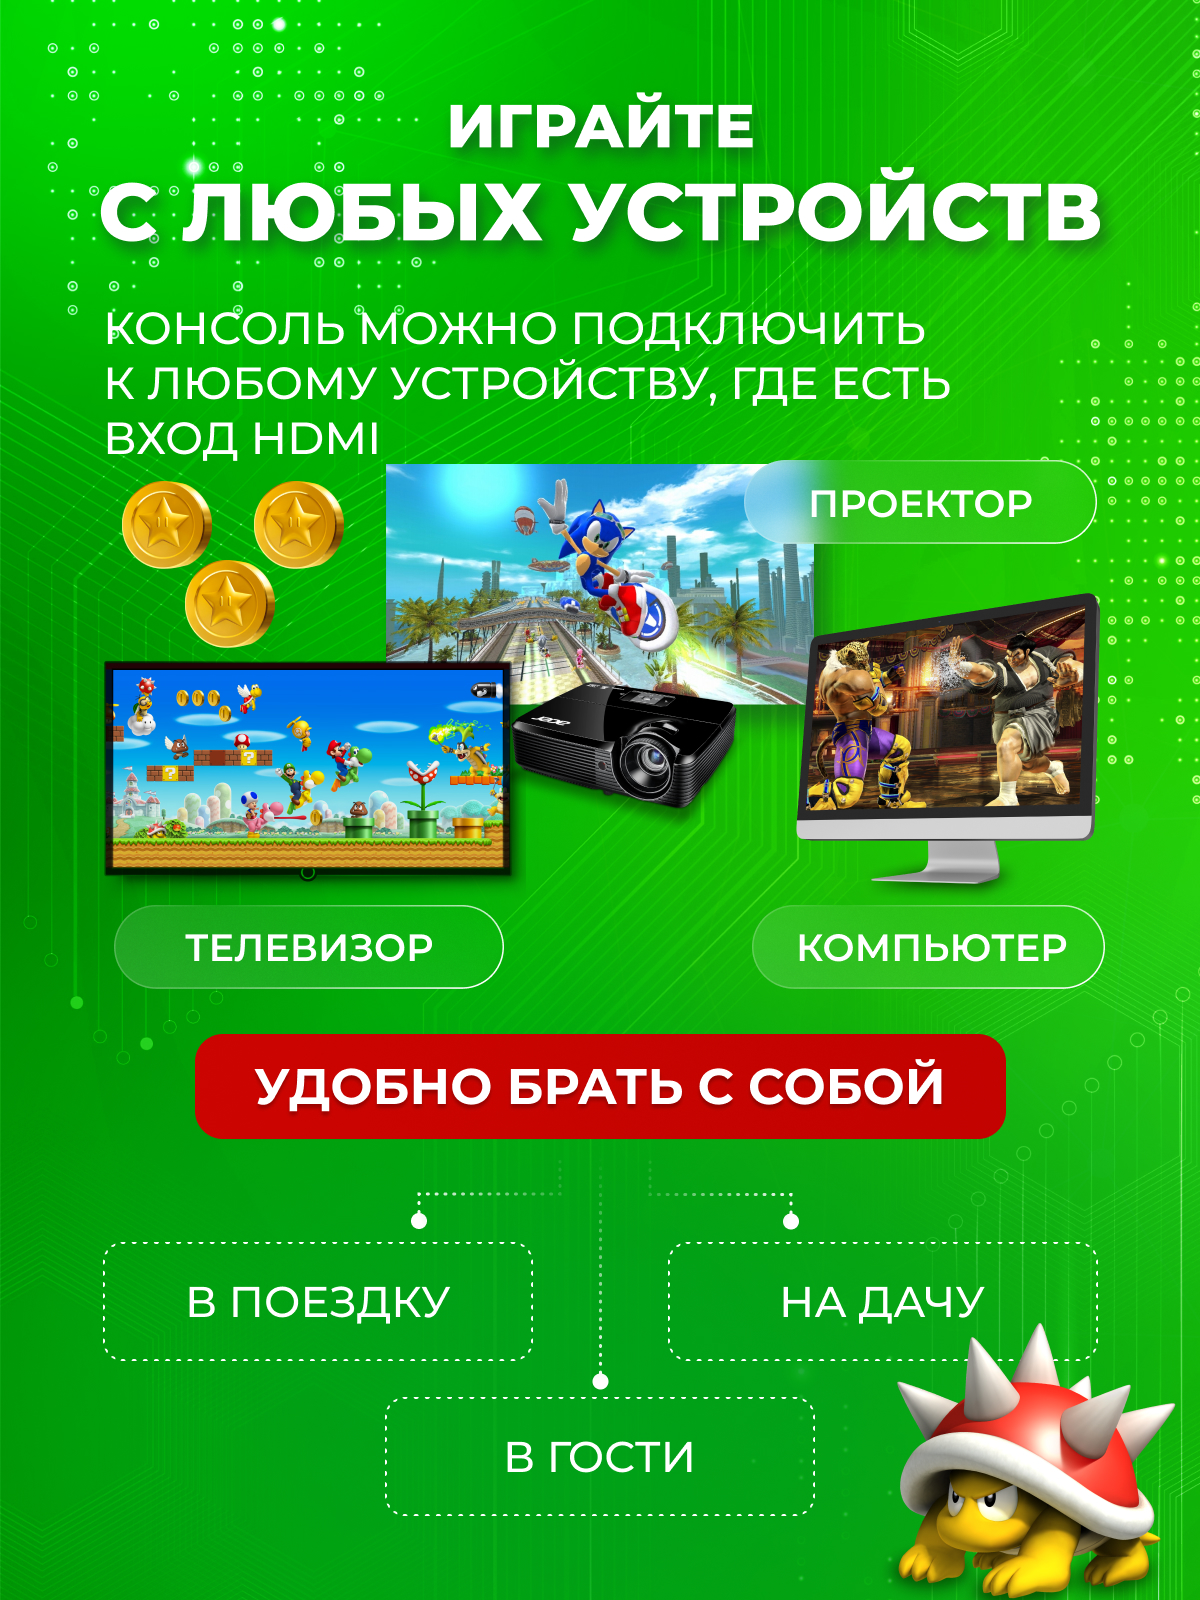 ИГРАЙТЕ
С ЛЮБЫХ УСТРОЙСТВ
КОНСОЛЬ МОЖНО ПОДКЛЮЧИТЬ
К ЛЮБОМУ УСТРОЙСТВУ, ГДЕ ЕСТЬ
ВХОД HDMI
ПРОЕКТОР
acer
ТЕЛЕВИЗОР
КОМПЬЮТЕР
УДОБНО БРАТЬ С СОБОЙ
В ПОЕЗДКУ
НА ДАЧУ
В ГОСТИ